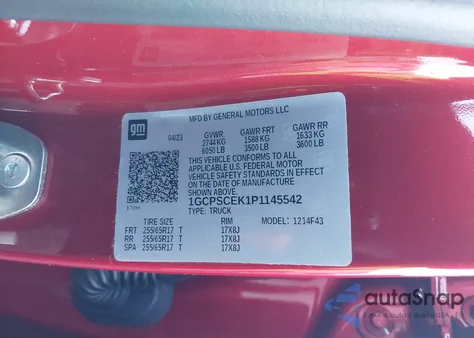 MFD BY GENERAL MOTORS LLC
gm
04/23
GVWR GAWR FRT GAWR RR
2744 KG 1588 KG 1633 KG
6050 LB 3500 LB 3600 LB
THIS VEHICLE CONFORMS TO ALL
APPLICABLE U.S. FEDERAL MOTOR
VEHICLE SAFETY STANDARDS IN EFFECT
ON THE DATE OF MANUFACTURE
SHOWN ABOVE.
1GCPSCEK1P1145542
TYPE: TRUCK MODEL: 1214F43
TIRE SIZE RIM
FRT 255/65R17 T 17X8J
RR 255/65R17 T 17X8J
SPA 255/65R17 T 17X8J
autoSnap